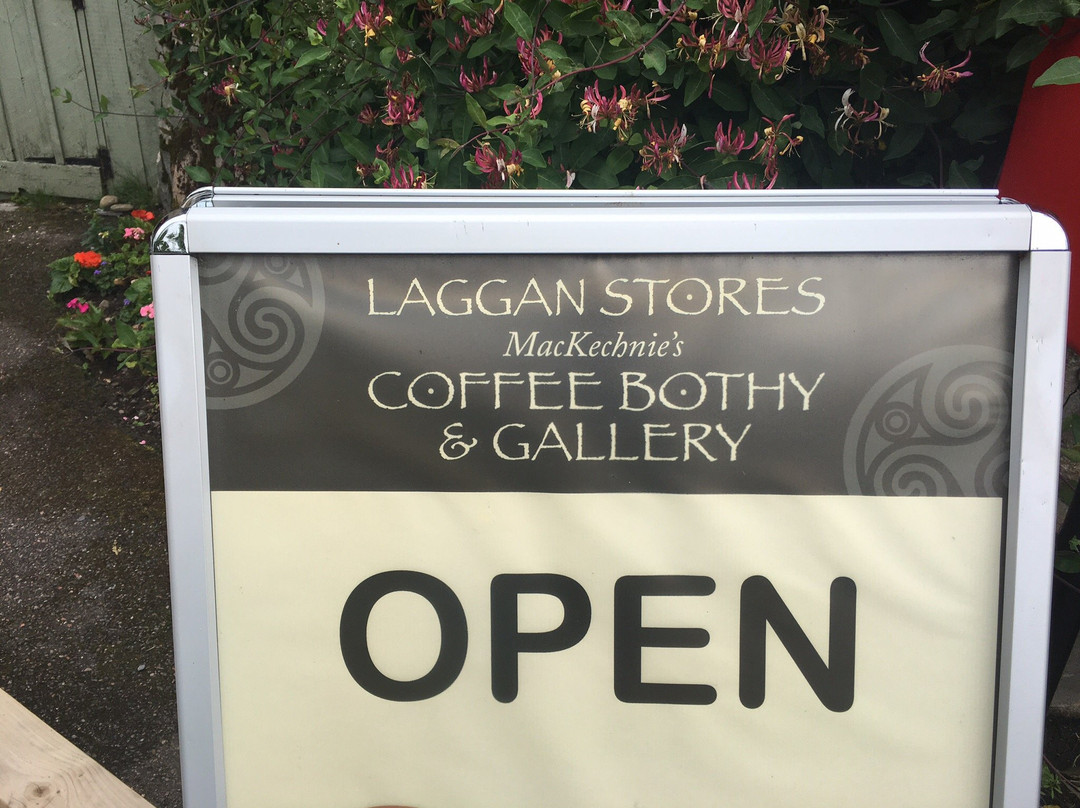 LAGGAN STORES
MacKechnie's
COFFEE BOTHY
& GALLERY
OPEN